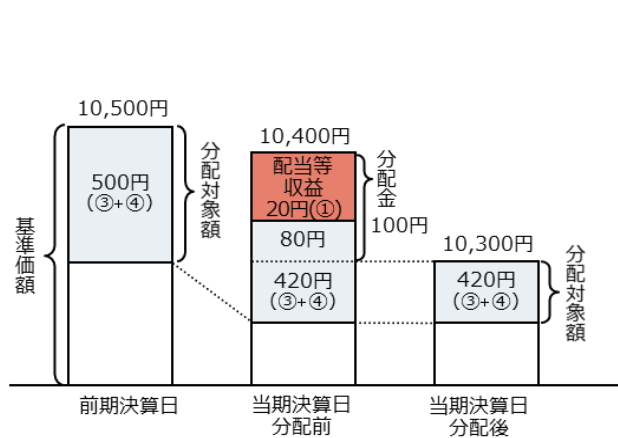 基準価額
10,500円
500円
(③+④)
分配対象額
前期決算日
10,400円
配当等
収益
20円(①)
80円
420円
(③+④)
分配金
100円
当期決算日
分配前
10,300円
420円
(③+④)
分配対象額
当期決算日
分配後